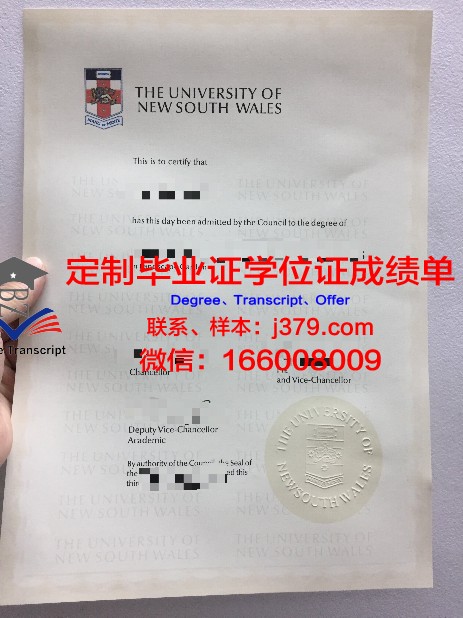 THE UNIVERSITY OF
NEW SOUTH WALES
This is to certify that
has this day been admitted by the Council to the degree of
定制毕业证学位证成绩单
Degree、Transcript、Offer
联系、样本：j379.com
微信：166008009
Transcript
Chancellor
and Vice-Chancellor
Deputy Vice-Chancellor
Academic
By authority of the Council, the Seal of
the
this
THE UNIVERSITY OF
NEW SOUTH WALES